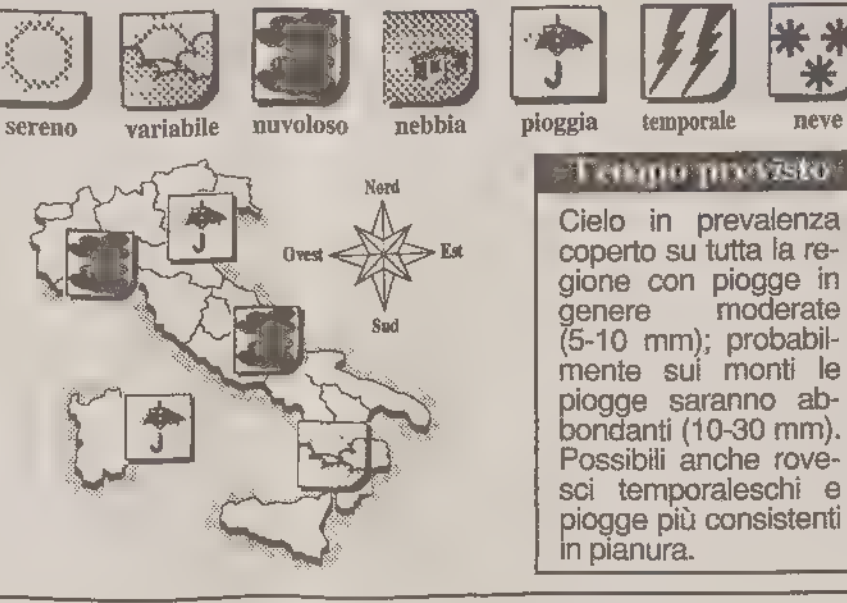 sereno variabile nuvoloso nebbia pioggia temporale neve
Nord
Ovest Est
Sud
Tempo previsto
Cielo in prevalenza
coperto su tutta la re-
gione con piogge in
genere moderate
(5-10 mm); probabil-
mente sui monti le
piogge saranno ab-
bondanti (10-30 mm).
Possibili anche rove-
sci temporaleschi e
piogge più consistenti
in pianura.